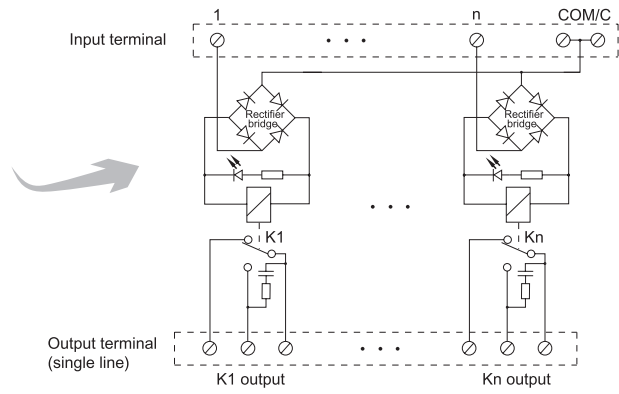 1 n COM/C
Input terminal
Rectifier
bridge
Rectifier
bridge
K1 Kn
Output terminal
(single line)
K1 output Kn output